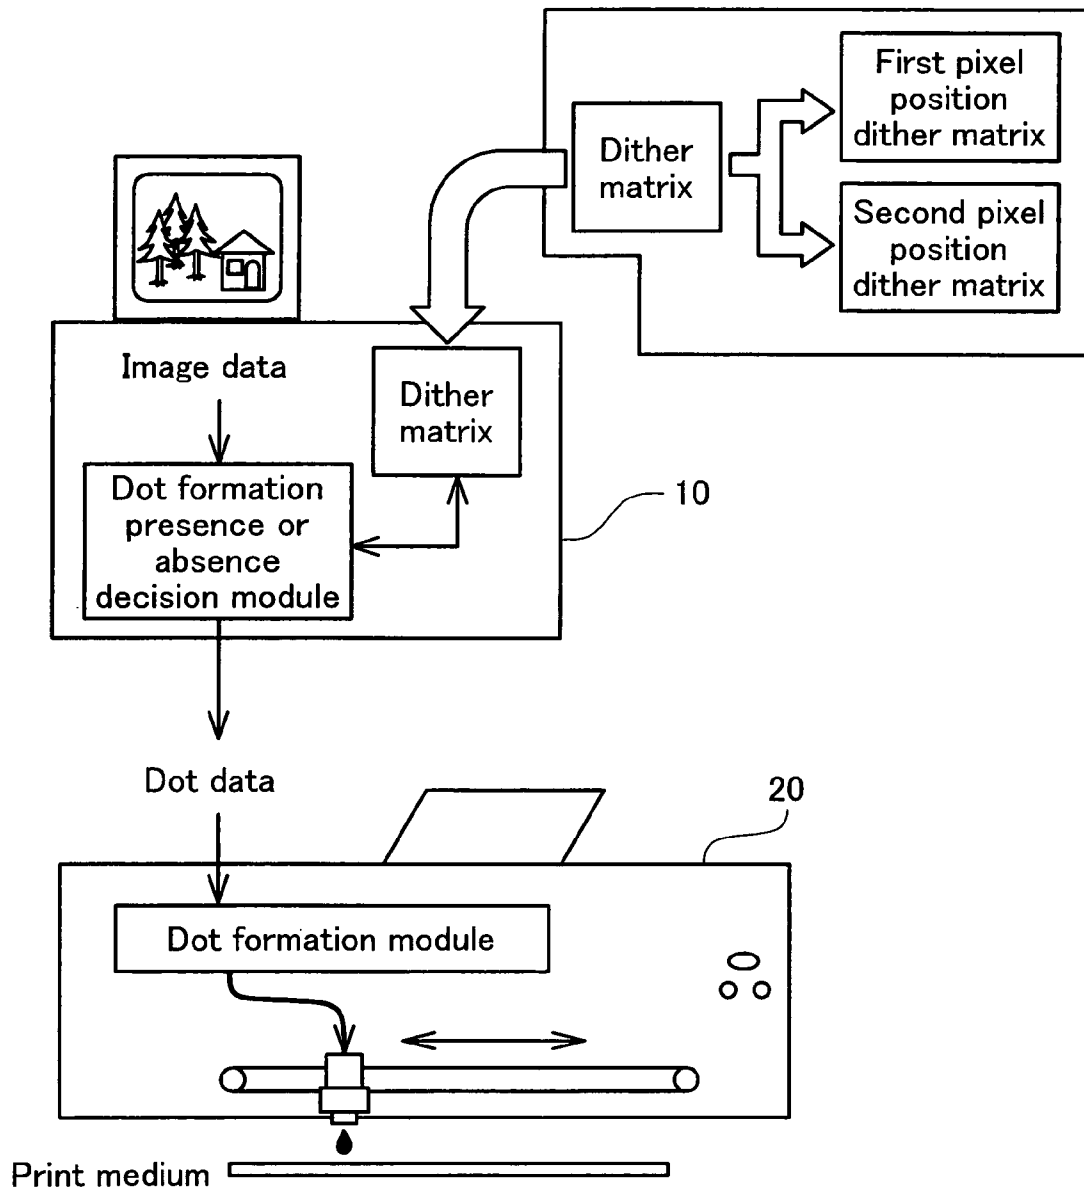 First pixel
position
dither matrix
Dither
matrix
Second pixel
position
dither matrix
Image data
Dither
matrix
Dot formation
presence or
absence
decision module
10
Dot data
20
Dot formation module
Print medium